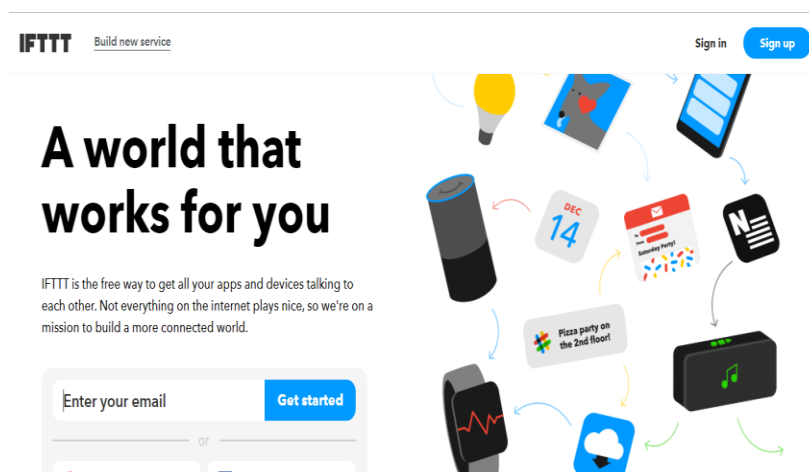 IFTTT
Build new service
Sign in
Sign up
A world that
works for you
IFTTT is the free way to get all your apps and devices talking to
each other. Not everything on the internet plays nice, so we're on a
mission to build a more connected world.
Enter your email
Get started
or
DEC
14
To
From
Saturday Party!
N
Pizza party on
the 2nd floor!